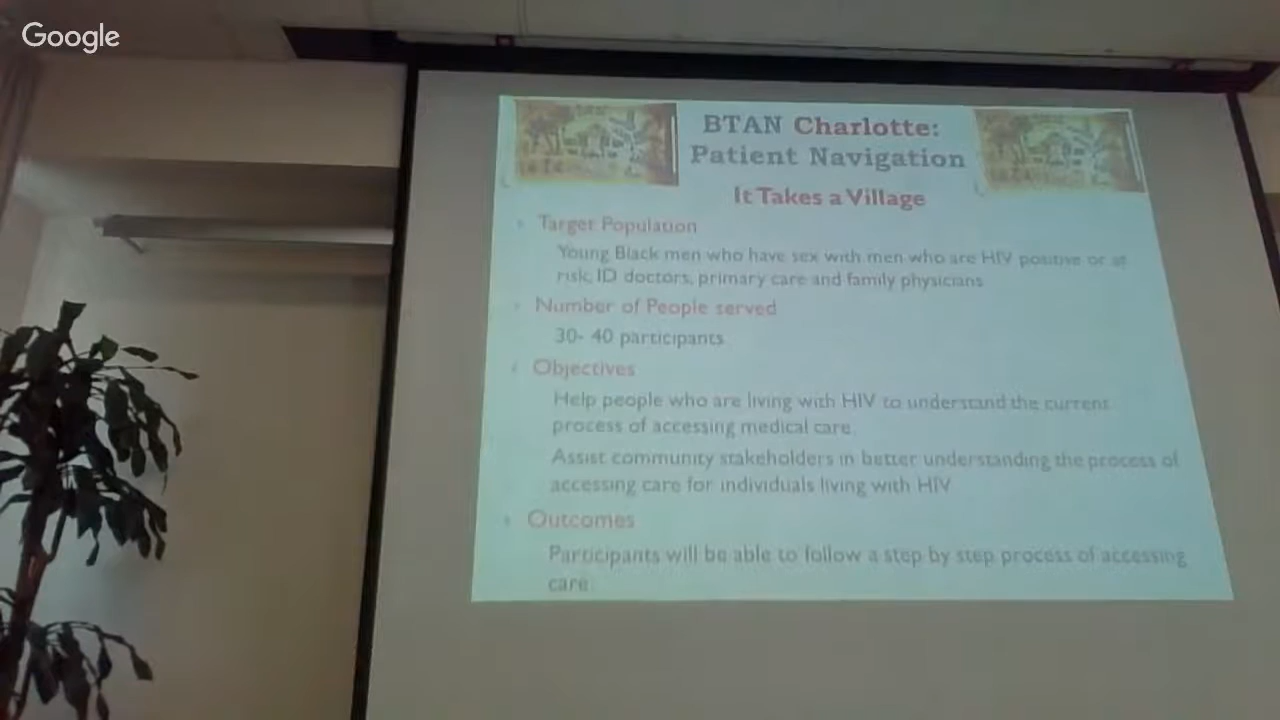 Google
BTAN Charlotte:
Patient Navigation
It Takes a Village
Target Population
Young Black men who have sex with men who are HIV positive or at
risk, ID doctors, primary care and family physicians
Number of People served
30- 40 participants
Objectives
Help people who are living with HIV to understand the current
process of accessing medical care
Assist community stakeholders in better understanding the process of
accessing care for individuals living with HIV
Outcomes
Participants will be able to follow a step by step process of accessing
care